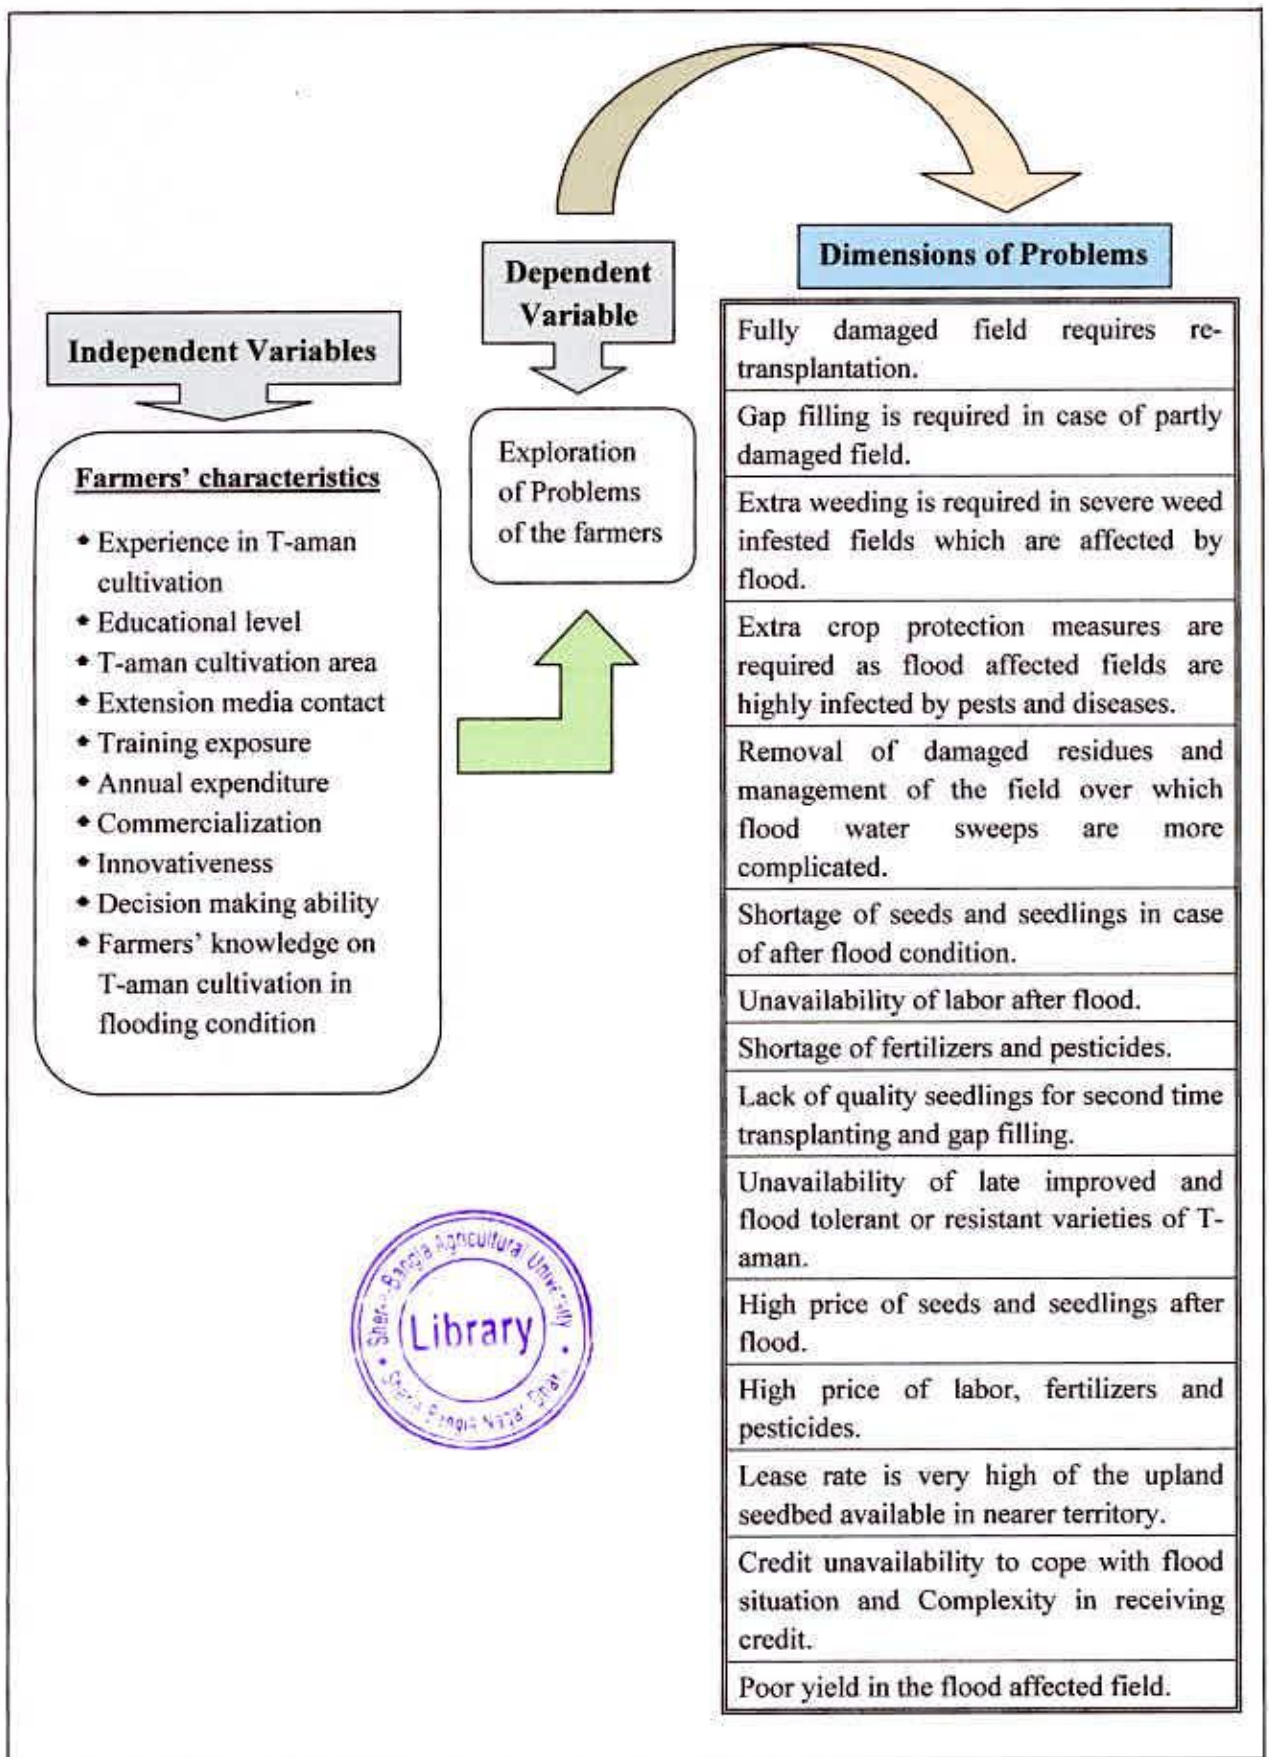 Independent Variables
Farmers' characteristics
Experience in T-aman
cultivation
Educational level
T-aman cultivation area
Extension media contact
Training exposure
Annual expenditure
Commercialization
Innovativeness
Decision making ability
Farmers' knowledge on
T-aman cultivation in
flooding condition
Dependent
Variable
Exploration
of Problems
of the farmers
Dimensions of Problems
Fully damaged field requires re-
transplantation.
Gap filling is required in case of partly
damaged field.
Extra weeding is required in severe weed
infested fields which are affected by
flood.
Extra crop protection measures are
required as flood affected fields are
highly infected by pests and diseases.
Removal of damaged residues and
management of the field over which
flood water sweeps are more
complicated.
Shortage of seeds and seedlings in case
of after flood condition.
Unavailability of labor after flood.
Shortage of fertilizers and pesticides.
Lack of quality seedlings for second time
transplanting and gap filling.
Unavailability of late improved and
flood tolerant or resistant varieties of T-
aman.
High price of seeds and seedlings after
flood.
High price of labor, fertilizers and
pesticides.
Lease rate is very high of the upland
seedbed available in nearer territory.
Credit unavailability to cope with flood
situation and Complexity in receiving
credit.
Poor yield in the flood affected field.
Bangla Agricultural University
Library
Nagar